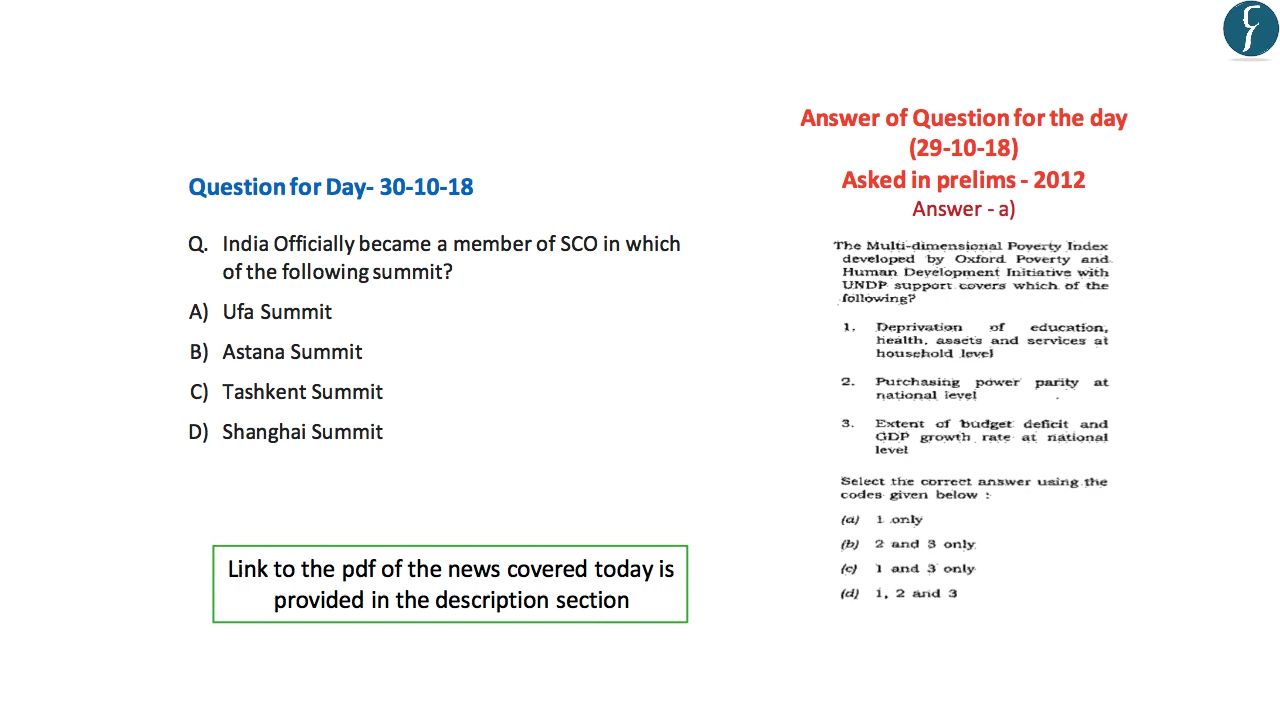 Question for Day- 30-10-18
Q. India Officially became a member of SCO in which
of the following summit?
A) Ufa Summit
B) Astana Summit
C) Tashkent Summit
D) Shanghai Summit
Link to the pdf of the news covered today is
provided in the description section
Answer of Question for the day
(29-10-18)
Asked in prelims - 2012
Answer - a)
The Multi-dimensional Poverty Index
developed by Oxford Poverty and
Human Development Initiative with
UNDP support covers which of the
following?
1. Deprivation of education,
health, assets and services at
household level
2. Purchasing power parity at
national level
3. Extent of budget deficit and
GDP growth rate at national
level
Select the correct answer using the
codes given below :
(a) 1 only
(b) 2 and 3 only
(c) 1 and 3 only
(d) 1, 2 and 3